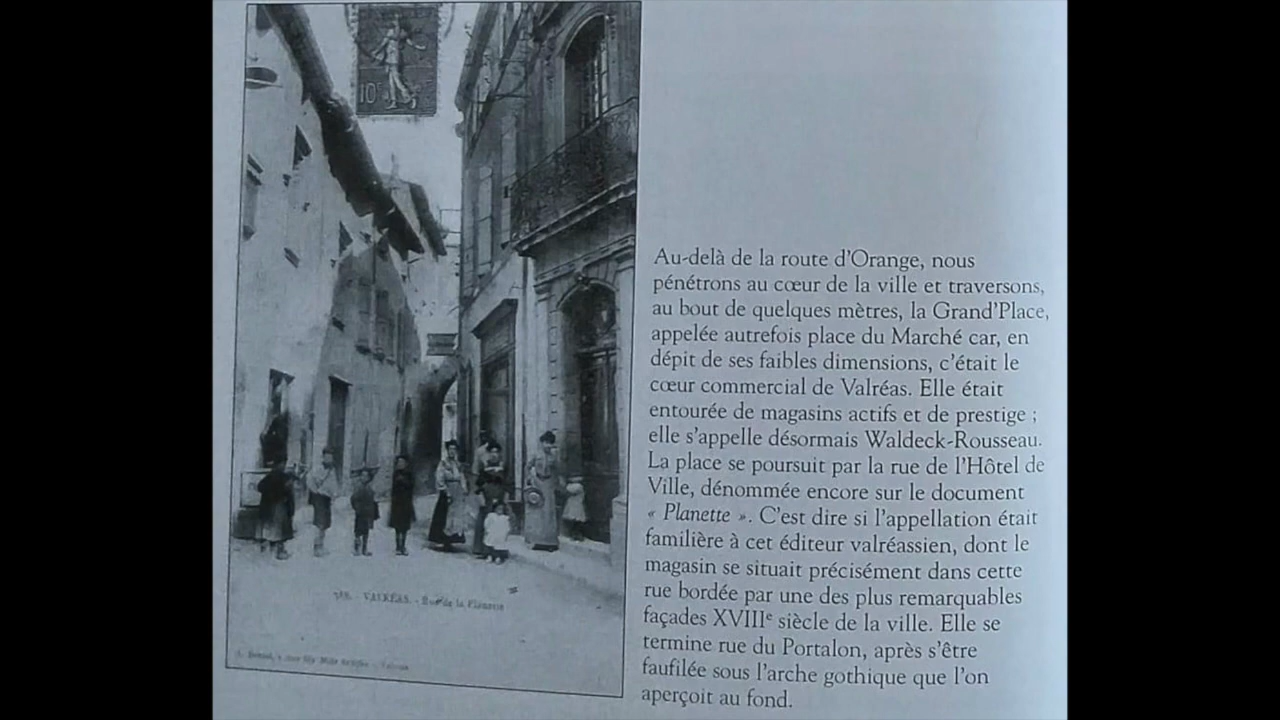 10c
Au-delà de la route d'Orange, nous
pénétrons au cœur de la ville et traversons,
au bout de quelques mètres, la Grand'Place,
appelée autrefois place du Marché car, en
dépit de ses faibles dimensions, c'était le
cœur commercial de Valréas. Elle était
entourée de magasins actifs et de prestige ;
elle s'appelle désormais Waldeck-Rousseau.
La place se poursuit par la rue de l'Hôtel de
Ville, dénommée encore sur le document
« Planette ». C'est dire si l'appellation était
familière à cet éditeur valréassien, dont le
magasin se situait précisément dans cette
rue bordée par une des plus remarquables
façades XVIIIe siècle de la ville. Elle se
termine rue du Portalon, après s'être
faufilée sous l'arche gothique que l'on
aperçoit au fond.
VALRÉAS. - Rue de la Planette